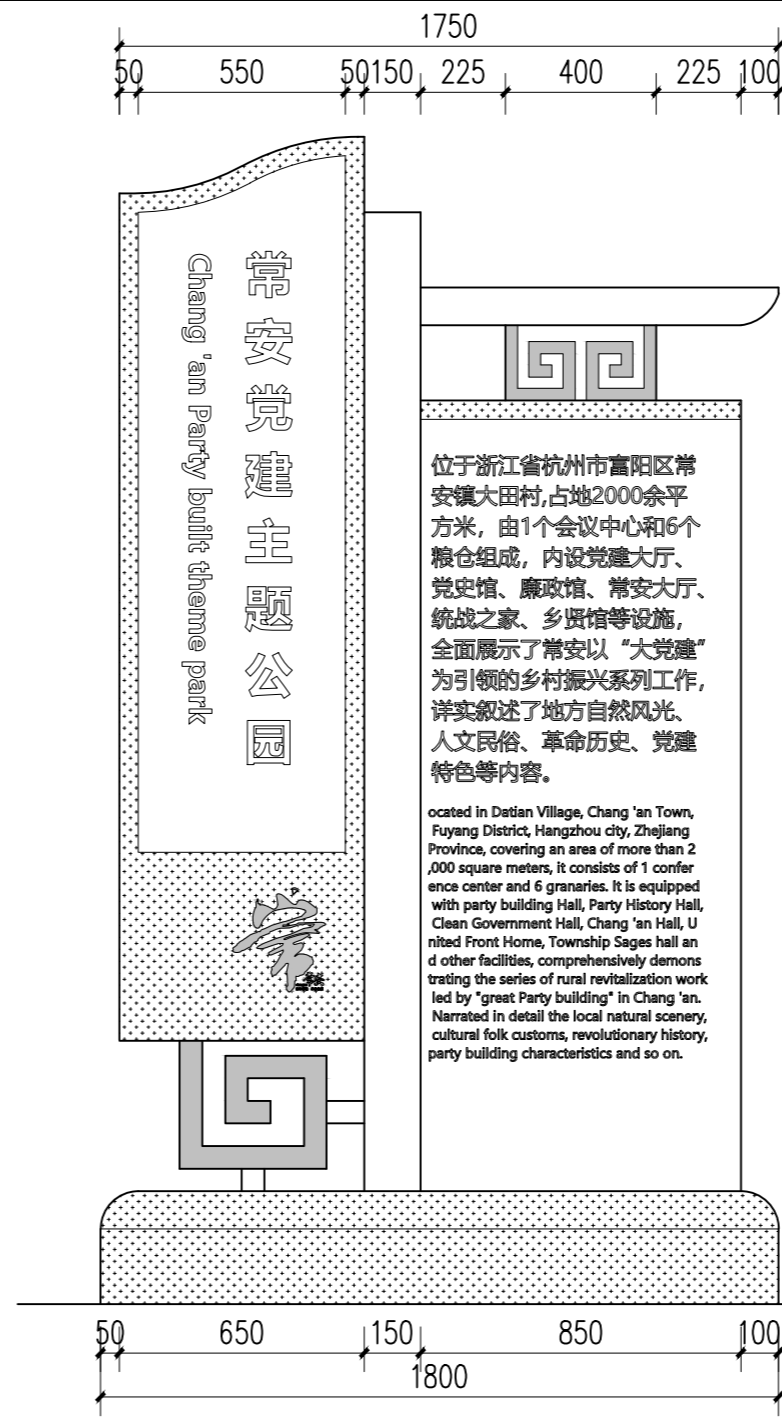 1750
50 550 50 150 225 400 225 100
常安党建主题公园
Chang 'an Party built theme park
位于浙江省杭州市富阳区常
安镇大田村,占地2000余平
方米，由1个会议中心和6个
粮仓组成，内设党建大厅、
党史馆、廉政馆、常安大厅、
统战之家、乡贤馆等设施，
全面展示了常安以“大党建”
为引领的乡村振兴系列工作，
详实叙述了地方自然风光、
人文民俗、革命历史、党建
特色等内容。
ocated in Datian Village, Chang 'an Town,
Fuyang District, Hangzhou city, Zhejiang
Province, covering an area of more than 2
,000 square meters, it consists of 1 confer
ence center and 6 granaries. It is equipped
with party building Hall, Party History Hall,
Clean Government Hall, Chang 'an Hall, U
nited Front Home, Township Sages hall an
d other facilities, comprehensively demons
trating the series of rural revitalization work
led by "great Party building" in Chang 'an.
Narrated in detail the local natural scenery,
cultural folk customs, revolutionary history,
party building characteristics and so on.
常
50 650 150 850 100
1800